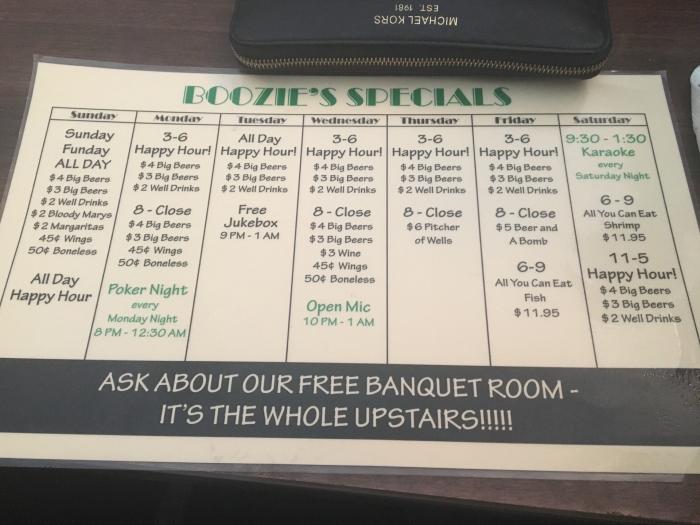 MICHAEL KORS
EST. 1981
BOOZIE'S SPECIALS
Sunday
Sunday
Funday
ALL DAY
$4 Big Beers
$3 Big Beers
$2 Well Drinks
$2 Bloody Marys
$2 Margaritas
45¢ Wings
50¢ Boneless
All Day
Happy Hour
Monday
3-6
Happy Hour!
$4 Big Beers
$3 Big Beers
$2 Well Drinks
8 - Close
$4 Big Beers
$3 Big Beers
45¢ Wings
50¢ Boneless
Poker Night
every
Monday Night
8 PM - 12:30 AM
Tuesday
All Day
Happy Hour!
$4 Big Beers
$3 Big Beers
$2 Well Drinks
Free
Jukebox
9 PM - 1 AM
Wednesday
3-6
Happy Hour!
$4 Big Beers
$3 Big Beers
$2 Well Drinks
8 - Close
$4 Big Beers
$3 Big Beers
$3 Wine
45¢ Wings
50¢ Boneless
Open Mic
10 PM - 1 AM
Thursday
3-6
Happy Hour!
$4 Big Beers
$3 Big Beers
$2 Well Drinks
8 - Close
$6 Pitcher
of Wells
Friday
3-6
Happy Hour!
$4 Big Beers
$3 Big Beers
$2 Well Drinks
8 - Close
$5 Beer and
A Bomb
6-9
All You Can Eat
Fish
$11.95
Saturday
9:30 - 1:30
Karaoke
every
Saturday Night
6 - 9
All You Can Eat
Shrimp
$11.95
11-5
Happy Hour!
$4 Big Beers
$3 Big Beers
$2 Well Drinks
ASK ABOUT OUR FREE BANQUET ROOM -
IT'S THE WHOLE UPSTAIRS!!!!!